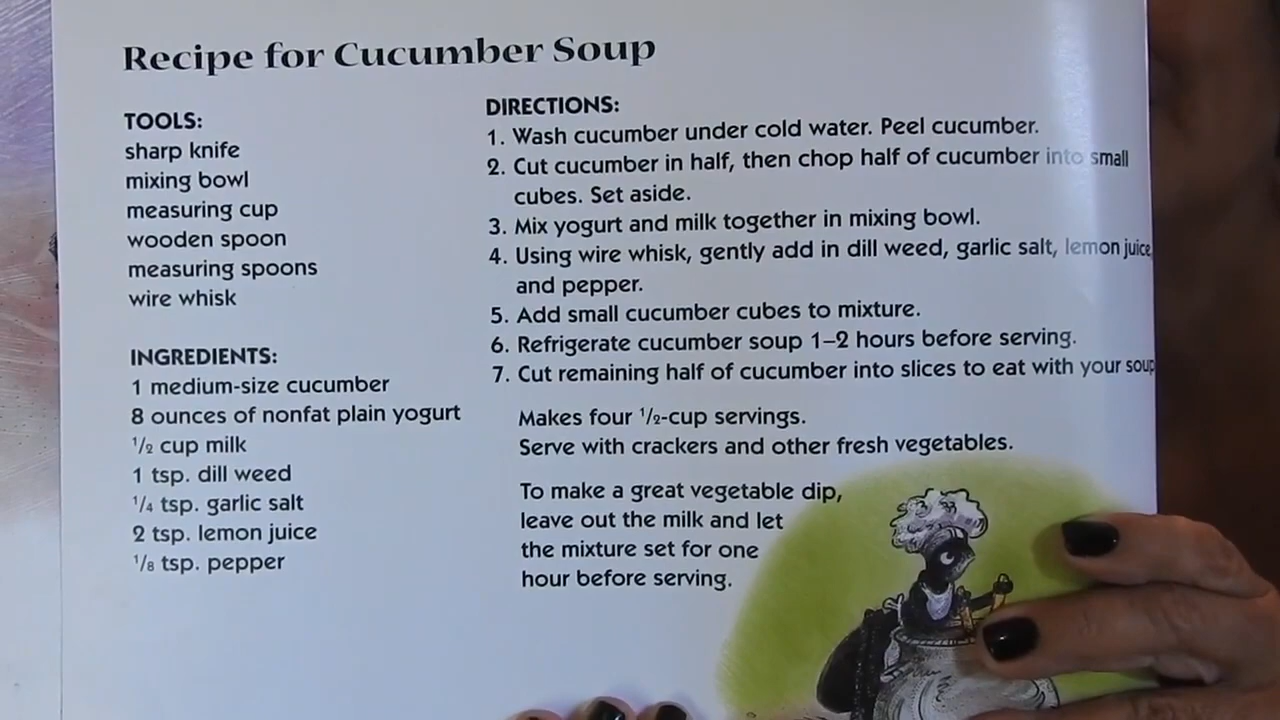 Recipe for Cucumber Soup
TOOLS:
sharp knife
mixing bowl
measuring cup
wooden spoon
measuring spoons
wire whisk
INGREDIENTS:
1 medium-size cucumber
8 ounces of nonfat plain yogurt
1/2 cup milk
1 tsp. dill weed
1/4 tsp. garlic salt
2 tsp. lemon juice
1/8 tsp. pepper
DIRECTIONS:
1. Wash cucumber under cold water. Peel cucumber.
2. Cut cucumber in half, then chop half of cucumber into small
cubes. Set aside.
3. Mix yogurt and milk together in mixing bowl.
4. Using wire whisk, gently add in dill weed, garlic salt, lemon juice,
and pepper.
5. Add small cucumber cubes to mixture.
6. Refrigerate cucumber soup 1–2 hours before serving.
7. Cut remaining half of cucumber into slices to eat with your soup
Makes four 1/2-cup servings.
Serve with crackers and other fresh vegetables.
To make a great vegetable dip,
leave out the milk and let
the mixture set for one
hour before serving.